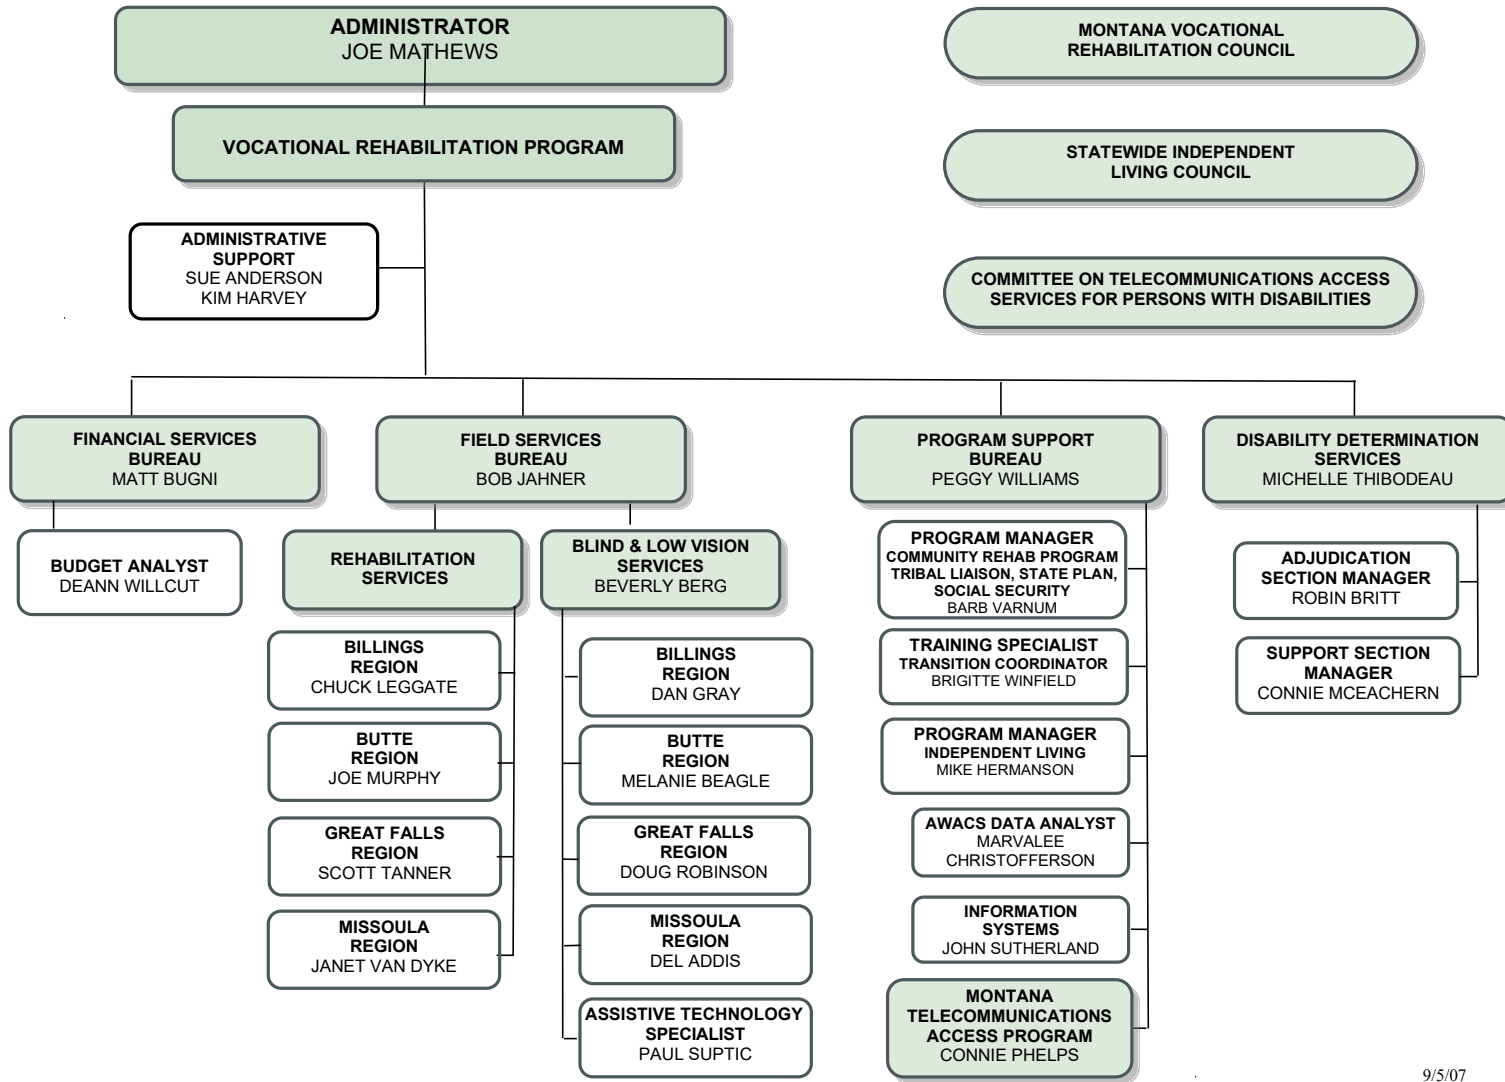 ADMINISTRATOR
JOE MATHEWS
VOCATIONAL REHABILITATION PROGRAM
ADMINISTRATIVE
SUPPORT
SUE ANDERSON
KIM HARVEY
MONTANA VOCATIONAL
REHABILITATION COUNCIL
STATEWIDE INDEPENDENT
LIVING COUNCIL
COMMITTEE ON TELECOMMUNICATIONS ACCESS
SERVICES FOR PERSONS WITH DISABILITIES
FINANCIAL SERVICES
BUREAU
MATT BUGNI
BUDGET ANALYST
DEANN WILLCUT
FIELD SERVICES
BUREAU
BOB JAHNER
REHABILITATION
SERVICES
BILLINGS
REGION
CHUCK LEGGATE
BUTTE
REGION
JOE MURPHY
GREAT FALLS
REGION
SCOTT TANNER
MISSOULA
REGION
JANET VAN DYKE
BLIND & LOW VISION
SERVICES
BEVERLY BERG
BILLINGS
REGION
DAN GRAY
BUTTE
REGION
MELANIE BEAGLE
GREAT FALLS
REGION
DOUG ROBINSON
MISSOULA
REGION
DEL ADDIS
ASSISTIVE TECHNOLOGY
SPECIALIST
PAUL SUPTIC
PROGRAM SUPPORT
BUREAU
PEGGY WILLIAMS
PROGRAM MANAGER
COMMUNITY REHAB PROGRAM
TRIBAL LIAISON, STATE PLAN,
SOCIAL SECURITY
BARB VARNUM
TRAINING SPECIALIST
TRANSITION COORDINATOR
BRIGITTE WINFIELD
PROGRAM MANAGER
INDEPENDENT LIVING
MIKE HERMANSON
AWACS DATA ANALYST
MARVALEE
CHRISTOFFERSON
INFORMATION
SYSTEMS
JOHN SUTHERLAND
MONTANA
TELECOMMUNICATIONS
ACCESS PROGRAM
CONNIE PHELPS
DISABILITY DETERMINATION
SERVICES
MICHELLE THIBODEAU
ADJUDICATION
SECTION MANAGER
ROBIN BRITT
SUPPORT SECTION
MANAGER
CONNIE MCEACHERN
9/5/07